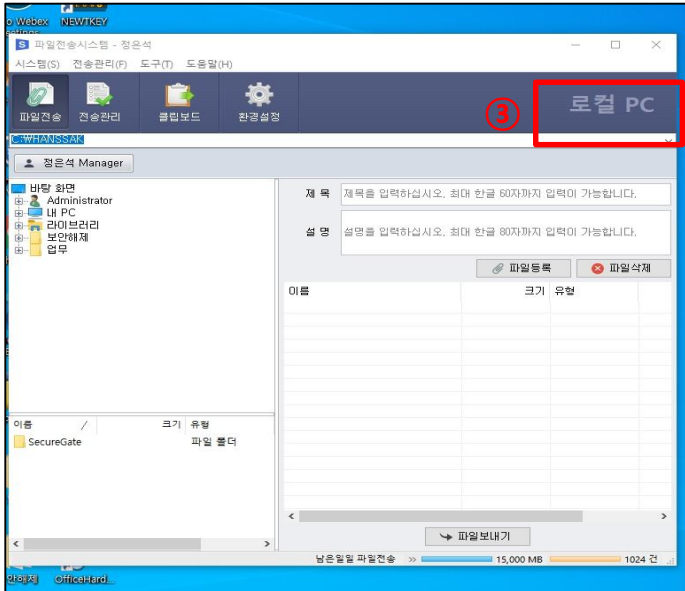 o Webex NEWTKEY
파일전송시스템 - 정은석
시스템(S) 전송관리(F) 도구(T) 도움말(H)
파일전송 전송관리 클립보드 환경설정
③ 로컬 PC
C:₩HANSSAK
정은석 Manager
바탕 화면
Administrator
내 PC
라이브러리
보안해제
업무
제 목 제목을 입력하십시오. 최대 한글 60자까지 입력이 가능합니다.
설 명 설명을 입력하십시오. 최대 한글 80자까지 입력이 가능합니다.
파일등록 파일삭제
이름 크기 유형
이름 / 크기 유형
SecureGate 파일 폴더
파일보내기
남은일일 파일전송 >> 15,000 MB 1024 건
안해제 OfficeHard...